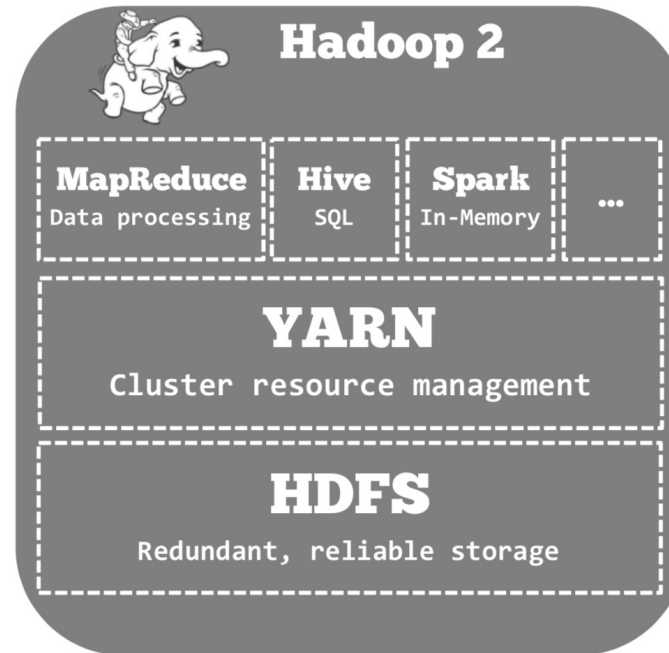 Hadoop 2
MapReduce
Data processing
Hive
SQL
Spark
In-Memory
...
YARN
Cluster resource management
HDFS
Redundant, reliable storage